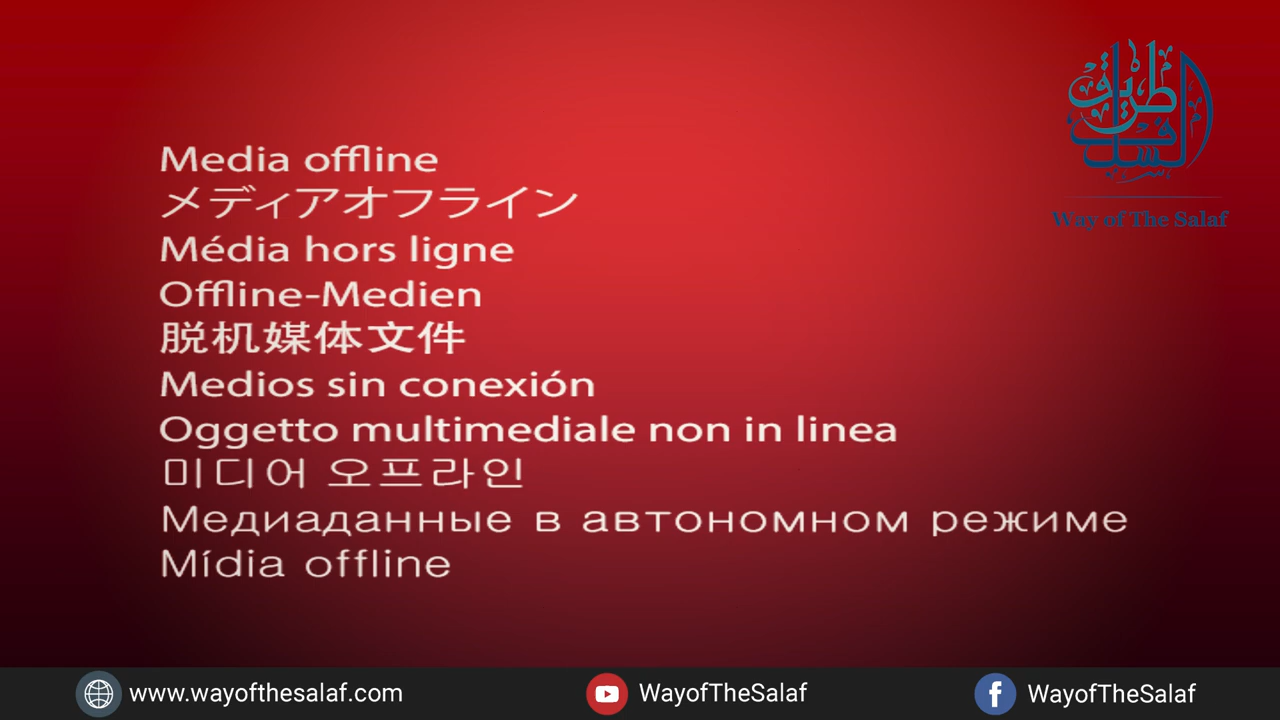 Media offline
メディアオフライン
Média hors ligne
Offline-Medien
脱机媒体文件
Medios sin conexión
Oggetto multimediale non in linea
미디어 오프라인
Медиаданные в автономном режиме
Mídia offline
طريق
السلف
Way of The Salaf
www.wayofthesalaf.com
WayofTheSalaf
WayofTheSalaf